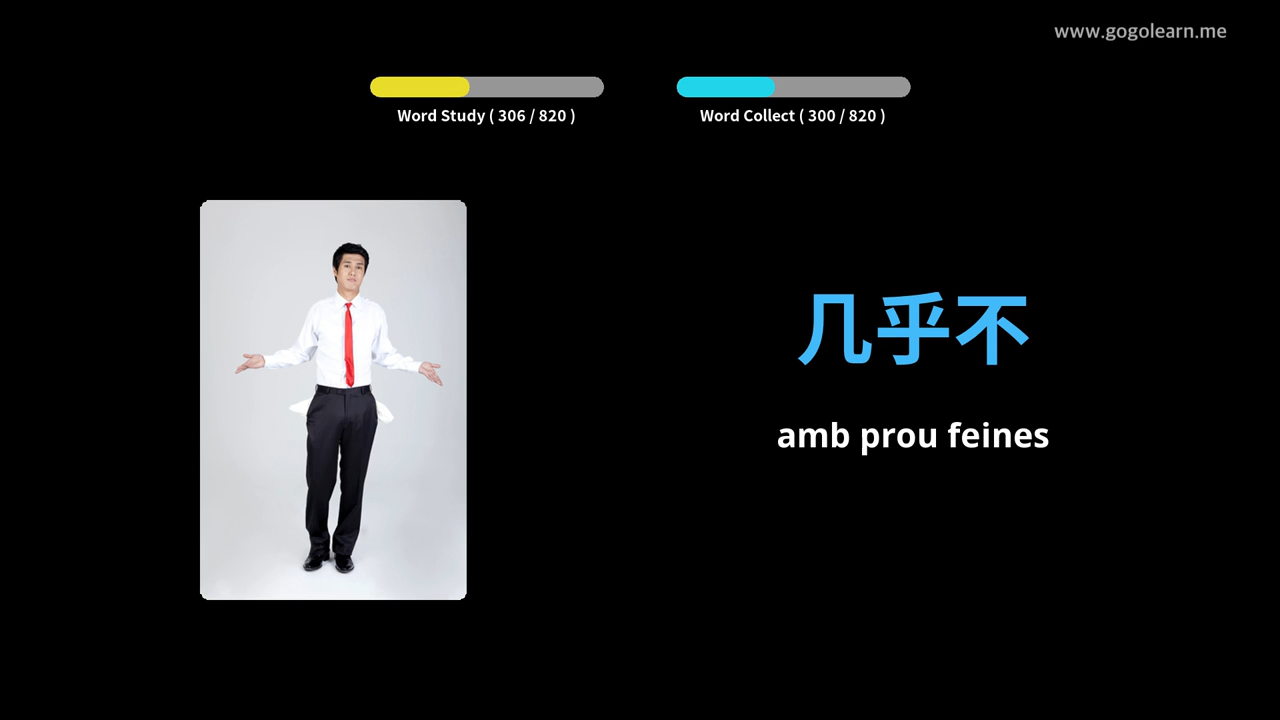 www.gogolearn.me
Word Study ( 306 / 820 )
Word Collect ( 300 / 820 )
几乎不
amb prou feines